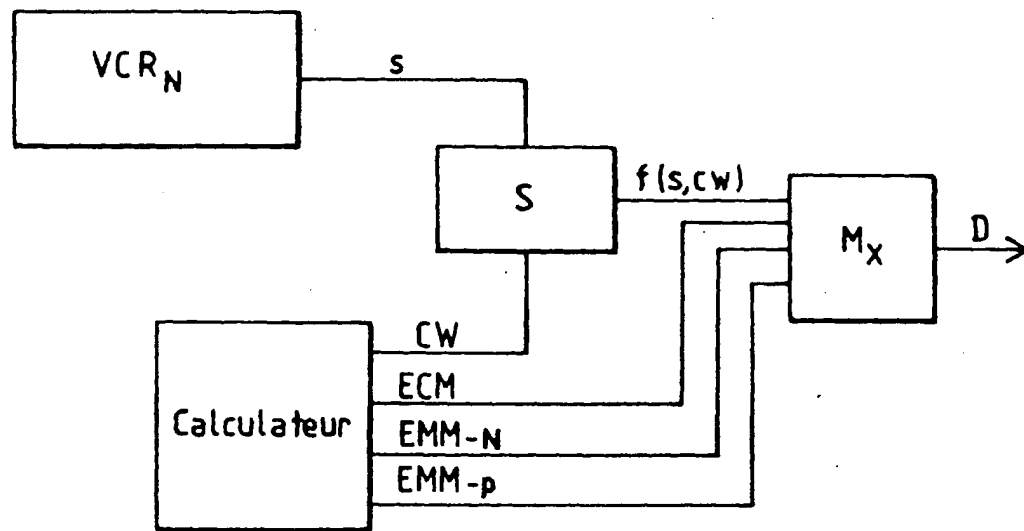 VCR_N
s
S
f(s,cw)
M_X
D
CW
ECM
Calculateur
EMM-N
EMM-p